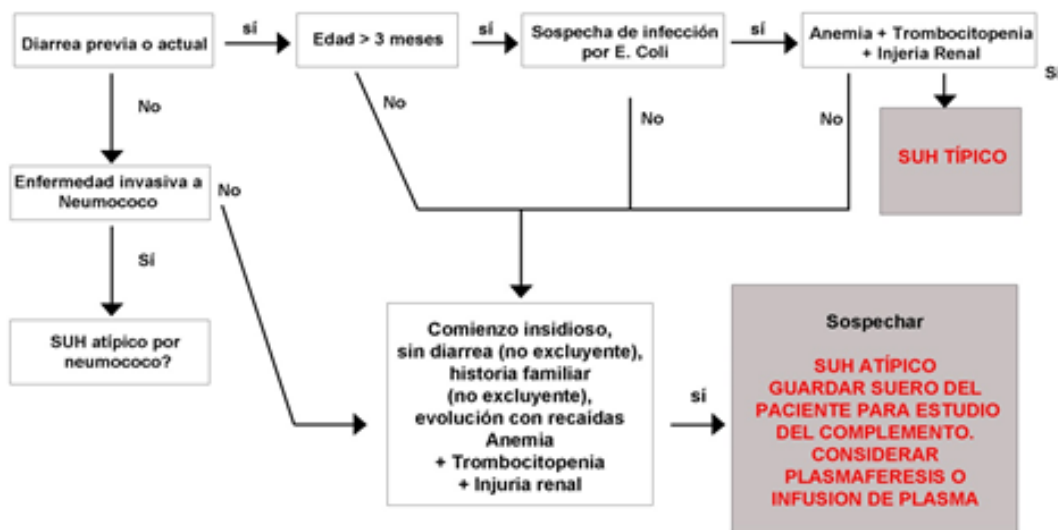 Diarrea previa o actual
sí
Edad > 3 meses
sí
Sospecha de infección
por E. Coli
sí
Anemia + Trombocitopenia
+ Injeria Renal
Sí
No
No
No
No
SUH TÍPICO
Enfermedad invasiva a
Neumococo
No
Sí
SUH atípico por
neumococo?
Comienzo insidioso,
sin diarrea (no excluyente),
historia familiar
(no excluyente),
evolución con recaídas
Anemia
+ Trombocitopenia
+ Injuria renal
sí
Sospechar
SUH ATÍPICO
GUARDAR SUERO DEL
PACIENTE PARA ESTUDIO
DEL COMPLEMENTO.
CONSIDERAR
PLASMAFERESIS O
INFUSION DE PLASMA